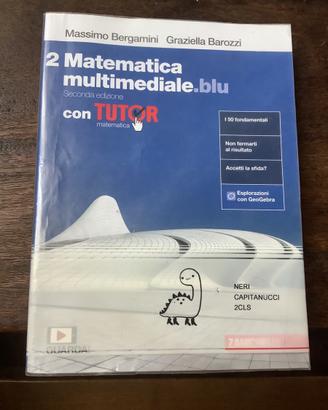 Massimo Bergamini Graziella Barozzi
2 Matematica
multimediale.blu
Seconda edizione
con TUTOR
matematica
I 50 fondamentali
Non fermarti
al risultato
Accetti la sfida?
Esplorazioni
con GeoGebra
NERI
CAPITANUCCI
2CLS
GUARDA!